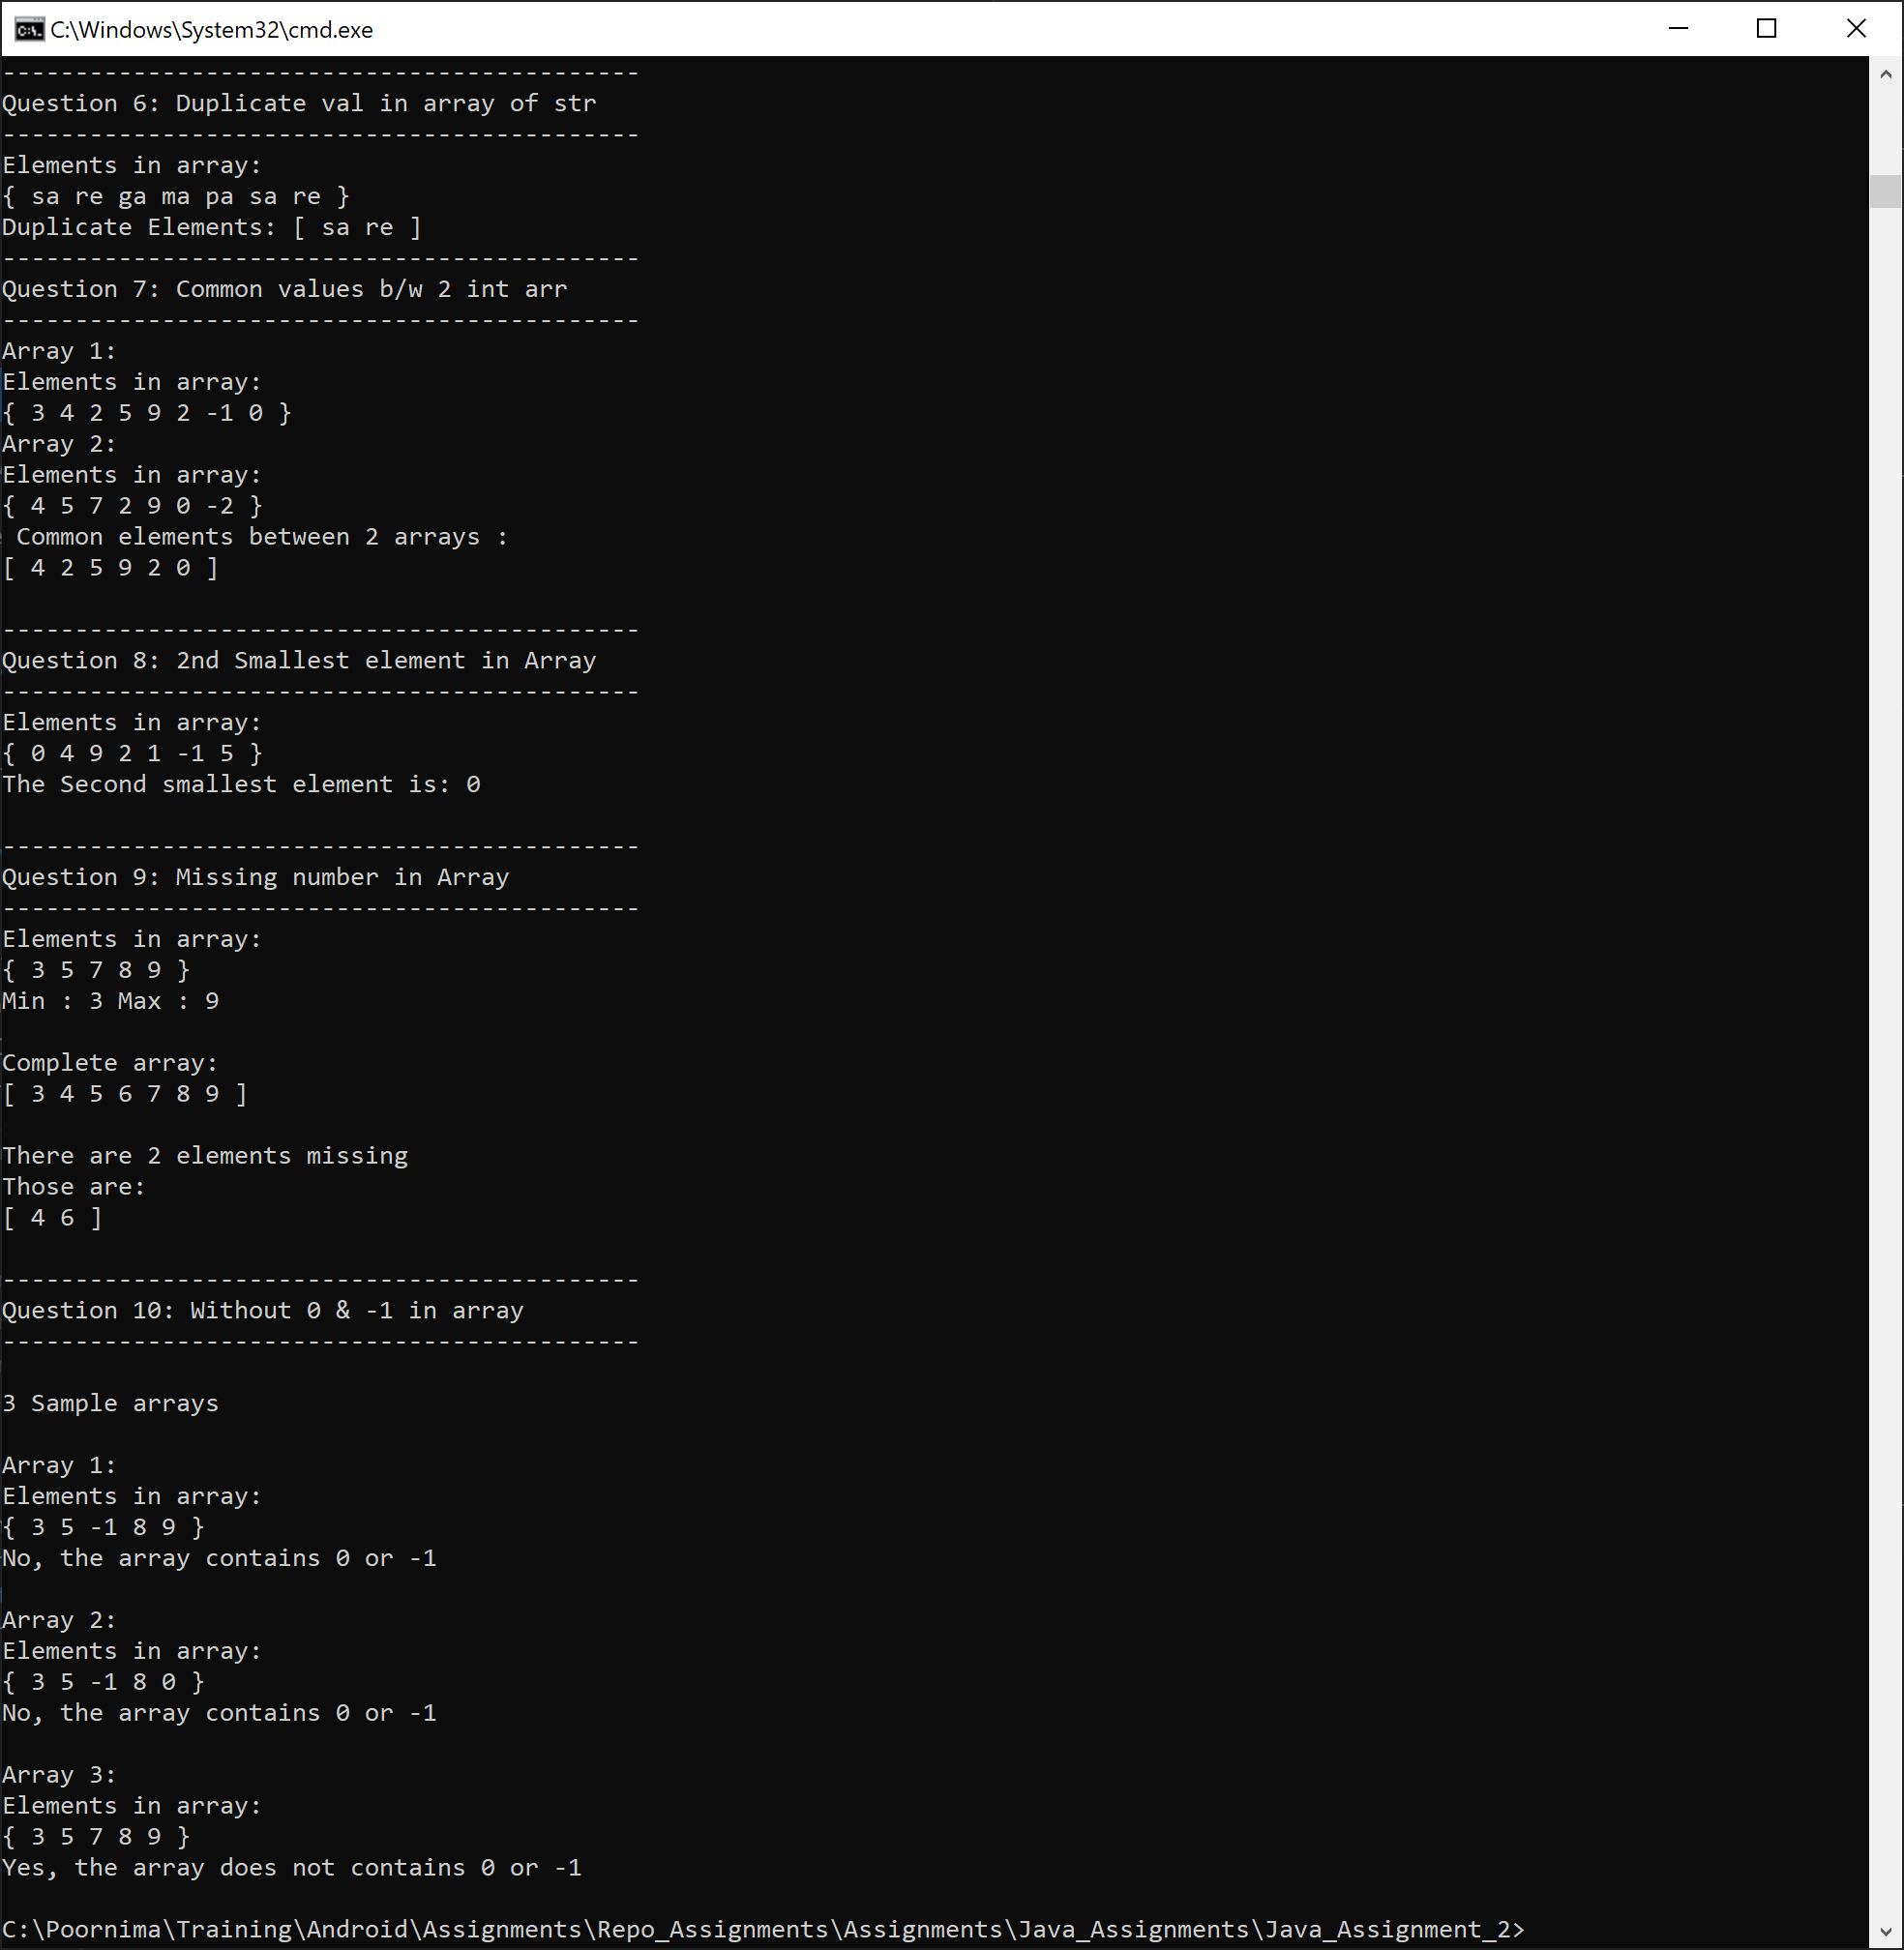 C:\Windows\System32\cmd.exe
--------------------------------------------
Question 6: Duplicate val in array of str
--------------------------------------------
Elements in array:
{ sa re ga ma pa sa re }
Duplicate Elements: [ sa re ]
--------------------------------------------
Question 7: Common values b/w 2 int arr
--------------------------------------------
Array 1:
Elements in array:
{ 3 4 2 5 9 2 -1 0 }
Array 2:
Elements in array:
{ 4 5 7 2 9 0 -2 }
 Common elements between 2 arrays :
[ 4 2 5 9 2 0 ]

--------------------------------------------
Question 8: 2nd Smallest element in Array
--------------------------------------------
Elements in array:
{ 0 4 9 2 1 -1 5 }
The Second smallest element is: 0

--------------------------------------------
Question 9: Missing number in Array
--------------------------------------------
Elements in array:
{ 3 5 7 8 9 }
Min : 3 Max : 9

Complete array:
[ 3 4 5 6 7 8 9 ]

There are 2 elements missing
Those are:
[ 4 6 ]

--------------------------------------------
Question 10: Without 0 & -1 in array
--------------------------------------------

3 Sample arrays

Array 1:
Elements in array:
{ 3 5 -1 8 9 }
No, the array contains 0 or -1

Array 2:
Elements in array:
{ 3 5 -1 8 0 }
No, the array contains 0 or -1

Array 3:
Elements in array:
{ 3 5 7 8 9 }
Yes, the array does not contains 0 or -1

C:\Poornima\Training\Android\Assignments\Repo_Assignments\Assignments\Java_Assignments\Java_Assignment_2>